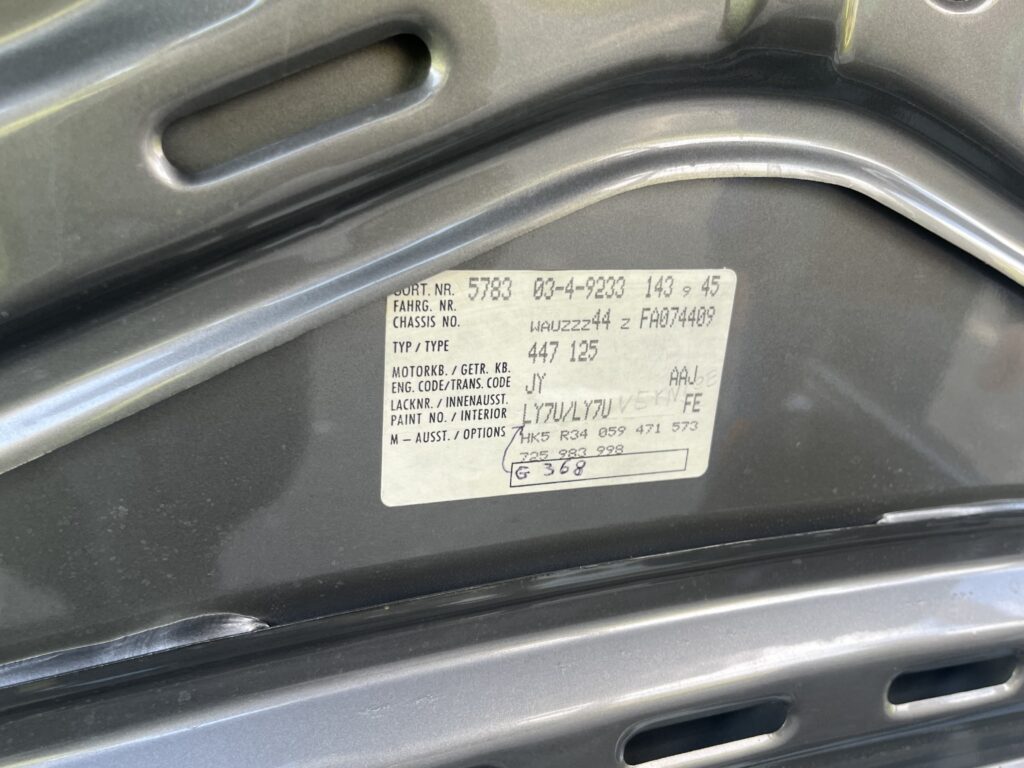 SORT. NR. 5783 03-4-9233 143 9 45
FAHRG. NR.
CHASSIS NO. WAUZZZ44 Z FA074409
TYP / TYPE 447 125
MOTORKB. / GETR. KB.
ENG. CODE/TRANS. CODE JY AAJ
LACKNR. / INNENAUSST.
PAINT NO. / INTERIOR LY7U/LY7U FE
M – AUSST. / OPTIONS HK5 R34 059 471 573
725 983 998
G 368